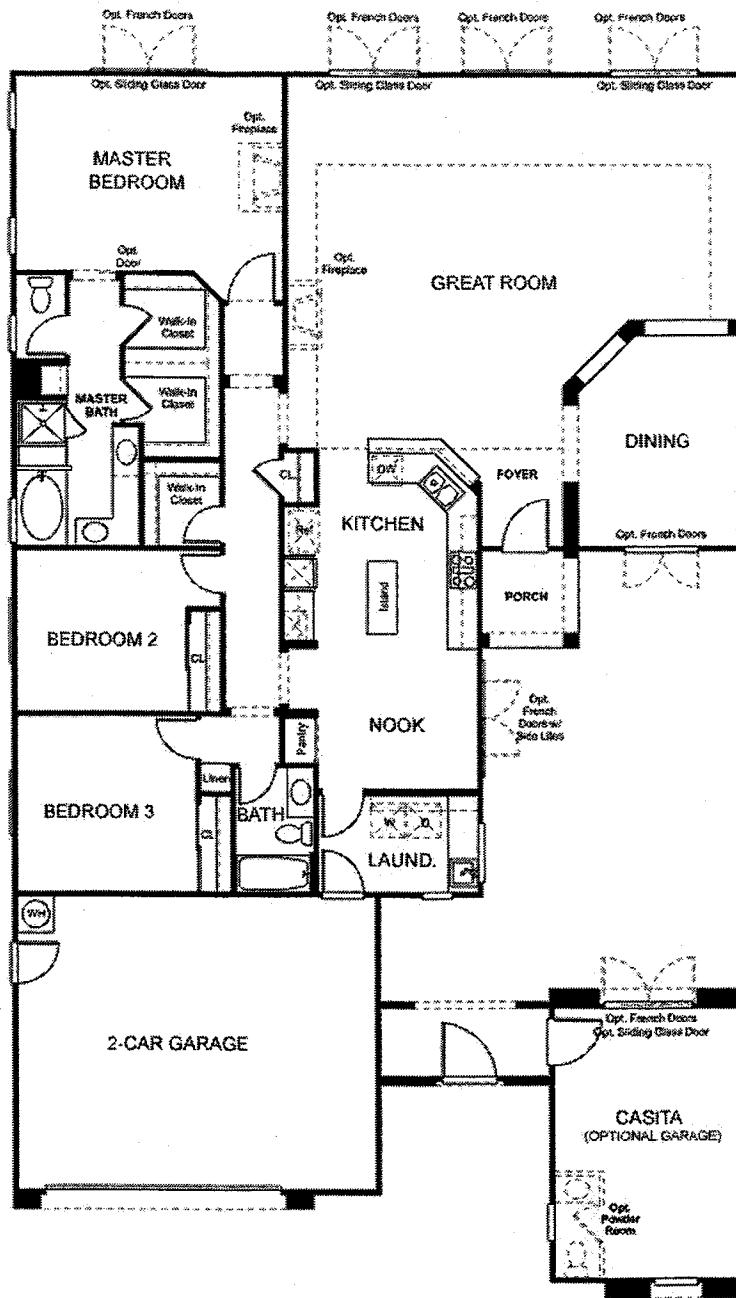 Opt. French Doors
Opt. French Doors
Opt. French Doors
Opt. French Doors
Opt. Sliding Glass Door
Opt. Sliding Glass Door
Opt. Sliding Glass Door
Opt.
Fireplace
MASTER
BEDROOM
Opt.
Door
Opt.
Fireplace
GREAT ROOM
Walk-In
Closet
Walk-In
Closet
MASTER
BATH
DINING
CL
DW
FOYER
Walk-In
Closet
KITCHEN
Opt. French Doors
Island
PORCH
BEDROOM 2
CL
Opt.
French
Doors w/
Side Lites
NOOK
Pantry
Linen
BEDROOM 3
CL
BATH
W
D
LAUND.
WH
2-CAR GARAGE
Opt. French Doors
Opt. Sliding Glass Door
CASITA
(OPTIONAL GARAGE)
Opt.
Powder
Room